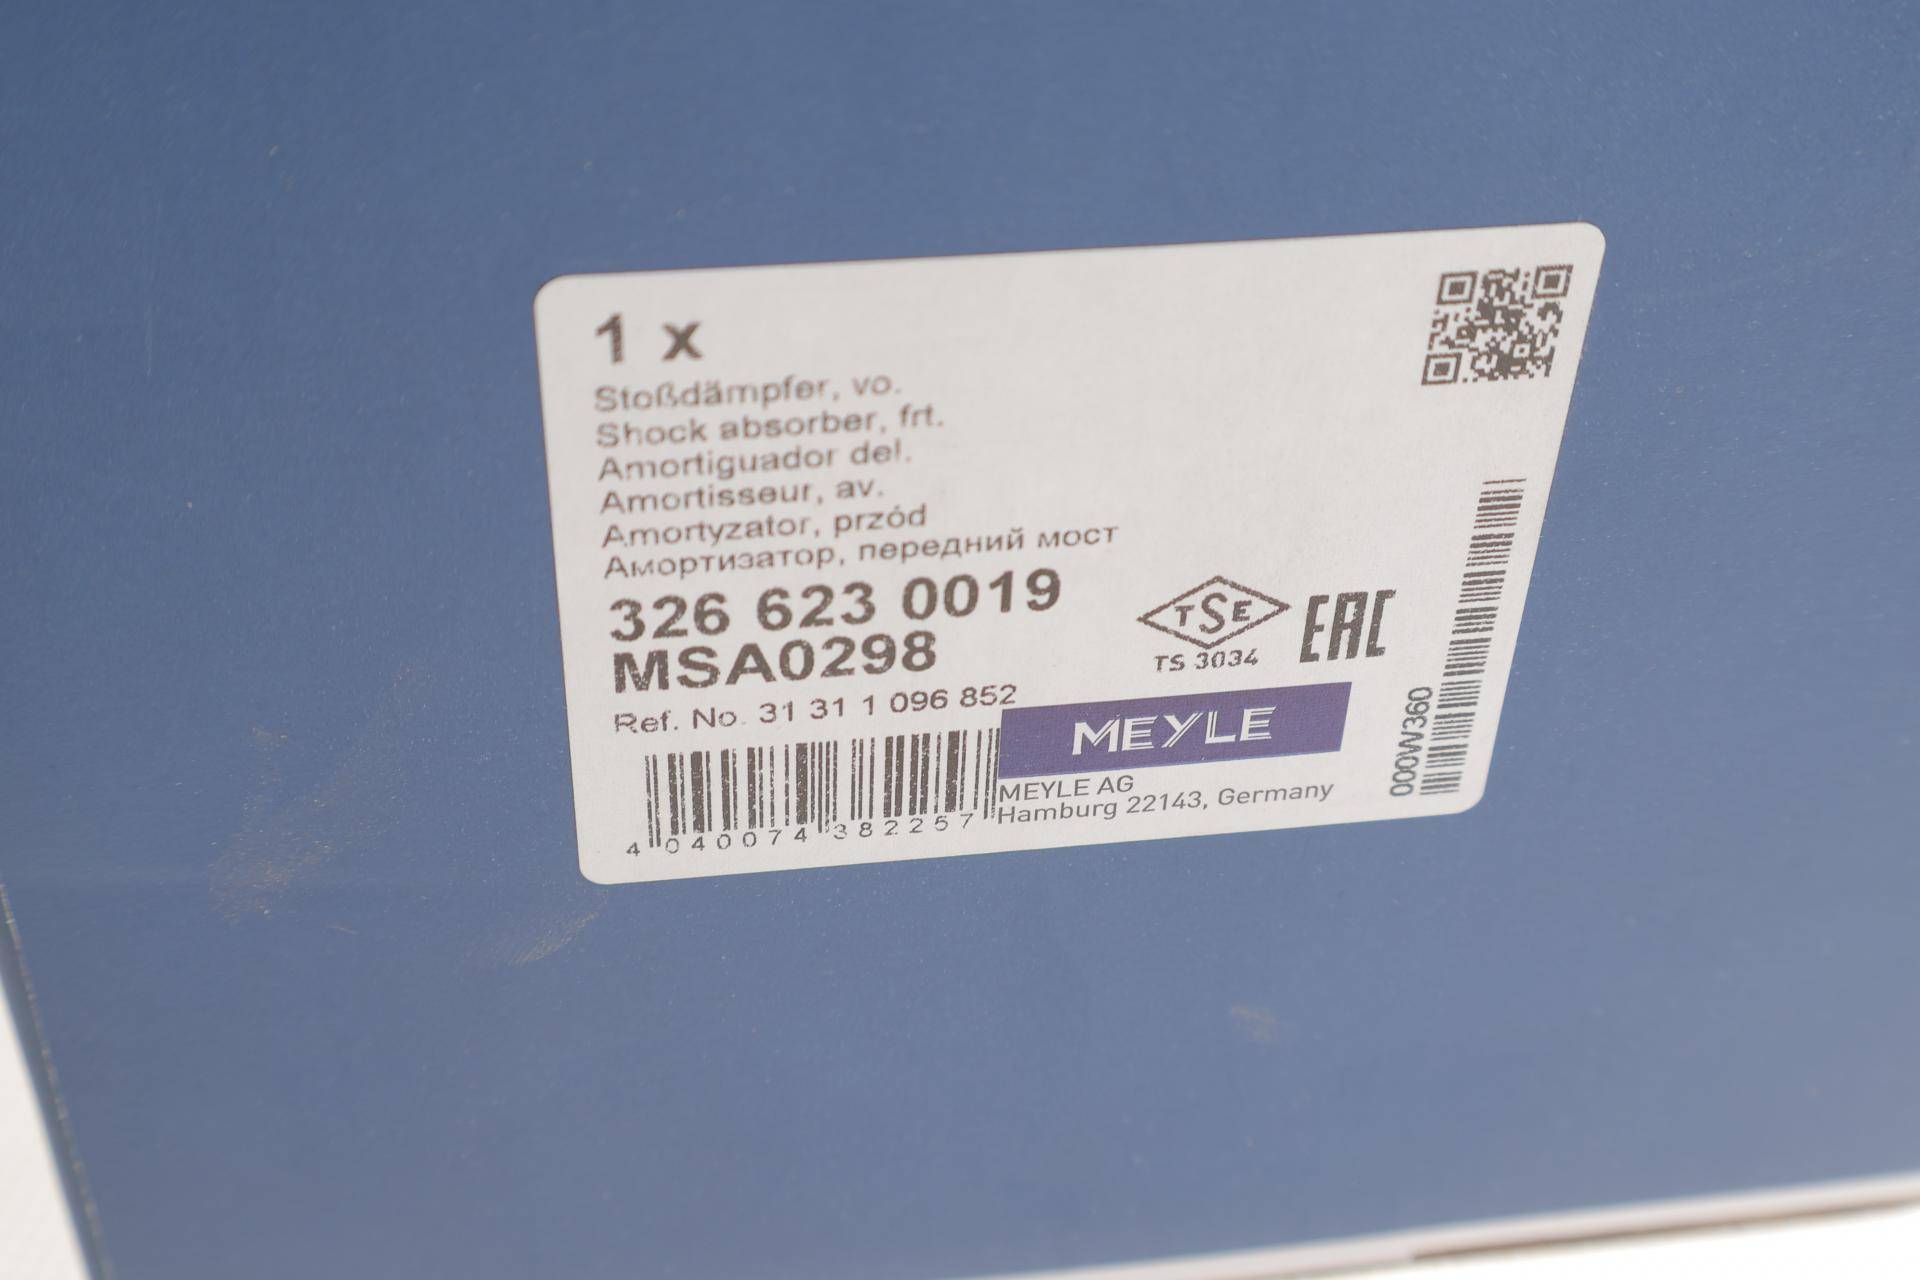 1 x
Stoßdämpfer, vo.
Shock absorber, frt.
Amortiguador del.
Amortisseur, av.
Amortyzator, przód
Амортизатор, передний мост
326 623 0019
MSA0298
Ref. No. 31 31 1 096 852
TSE
TS 3034
EAC
MEYLE
MEYLE AG
Hamburg 22143, Germany
4 040074 382257
000W360